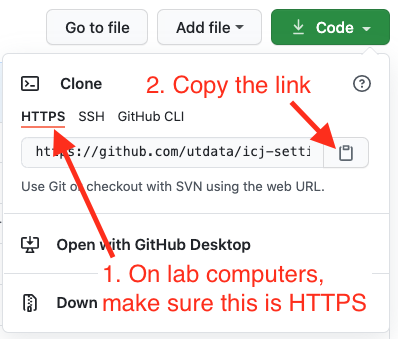 Go to file
Add file
Code
Clone
2. Copy the link
HTTPS
SSH
GitHub CLI
https://github.com/utdata/icj-setti
Use Git or checkout with SVN using the web URL.
Open with GitHub Desktop
1. On lab computers,
make sure this is HTTPS
Down